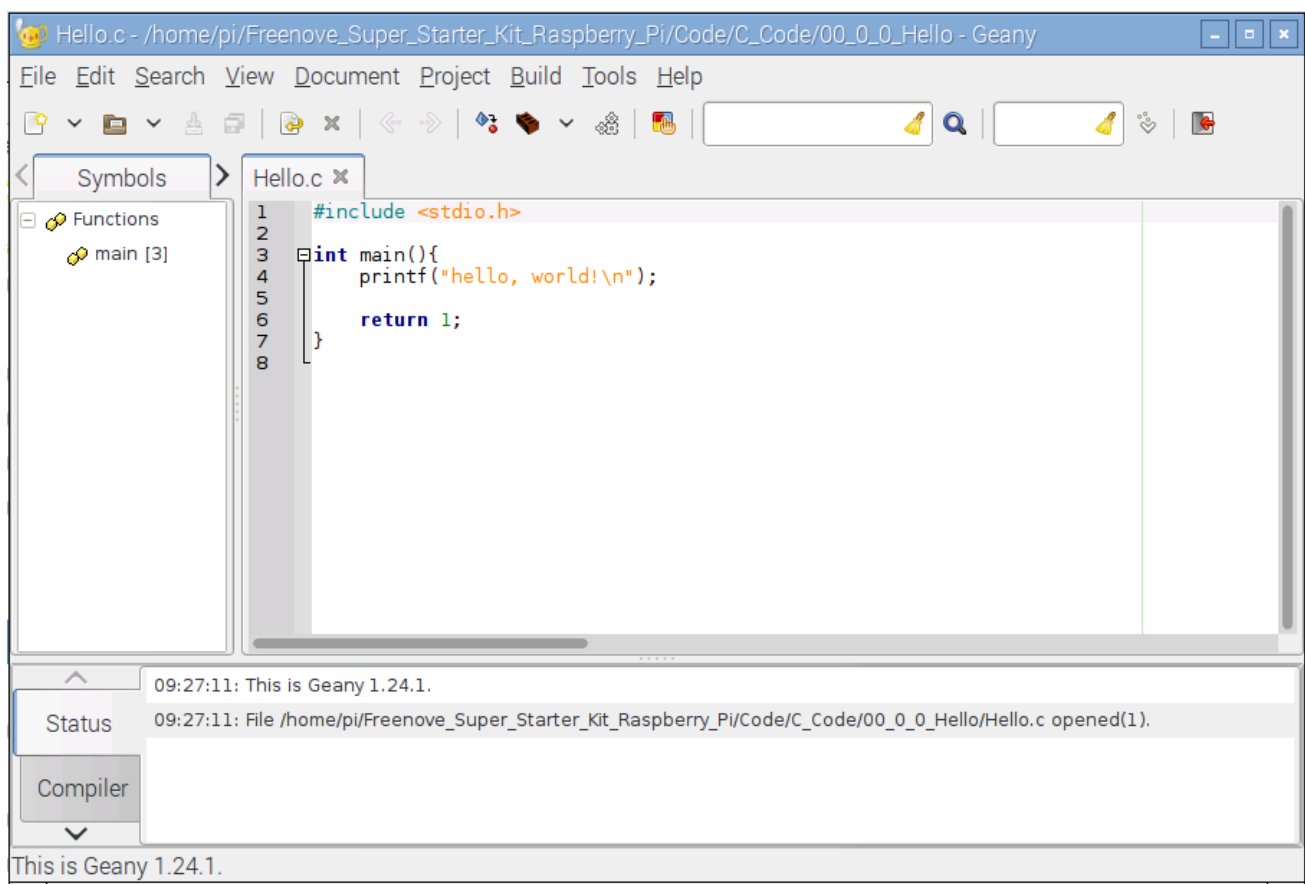 Hello.c - /home/pi/Freenove_Super_Starter_Kit_Raspberry_Pi/Code/C_Code/00_0_0_Hello - Geany
File Edit Search View Document Project Build Tools Help
Symbols
Hello.c
Functions
main [3]
1 #include <stdio.h>
2
3 int main(){
4 printf("hello, world!\n");
5
6 return 1;
7 }
8
09:27:11: This is Geany 1.24.1.
Status
09:27:11: File /home/pi/Freenove_Super_Starter_Kit_Raspberry_Pi/Code/C_Code/00_0_0_Hello/Hello.c opened(1).
Compiler
This is Geany 1.24.1.